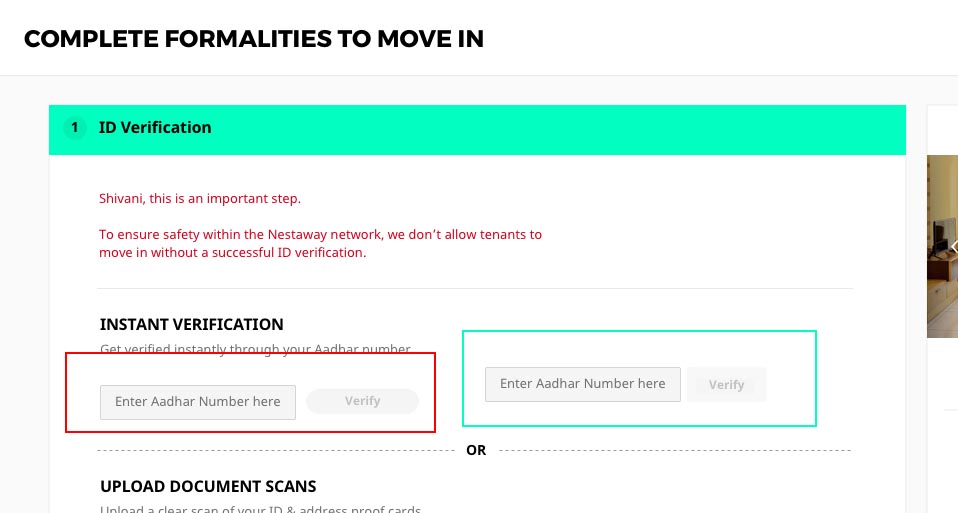 COMPLETE FORMALITIES TO MOVE IN
1 ID Verification
Shivani, this is an important step.
To ensure safety within the Nestaway network, we don't allow tenants to
move in without a successful ID verification.
INSTANT VERIFICATION
Get verified instantly through your Aadhar number
Enter Aadhar Number here Verify
Enter Aadhar Number here Verify
OR
UPLOAD DOCUMENT SCANS
Upload a clear scan of your ID & address proof cards